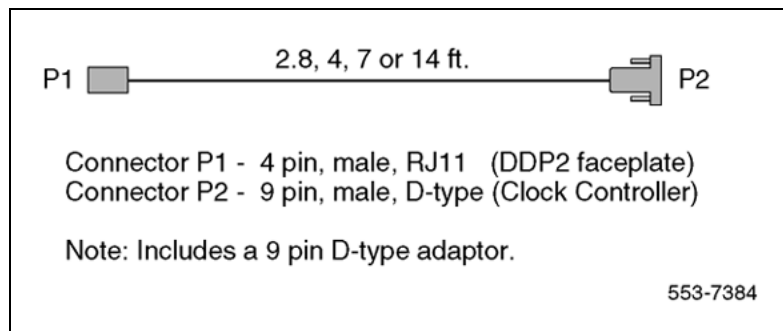 2.8, 4, 7 or 14 ft.
P1 P2
Connector P1 - 4 pin, male, RJ11 (DDP2 faceplate)
Connector P2 - 9 pin, male, D-type (Clock Controller)
Note: Includes a 9 pin D-type adaptor.
553-7384